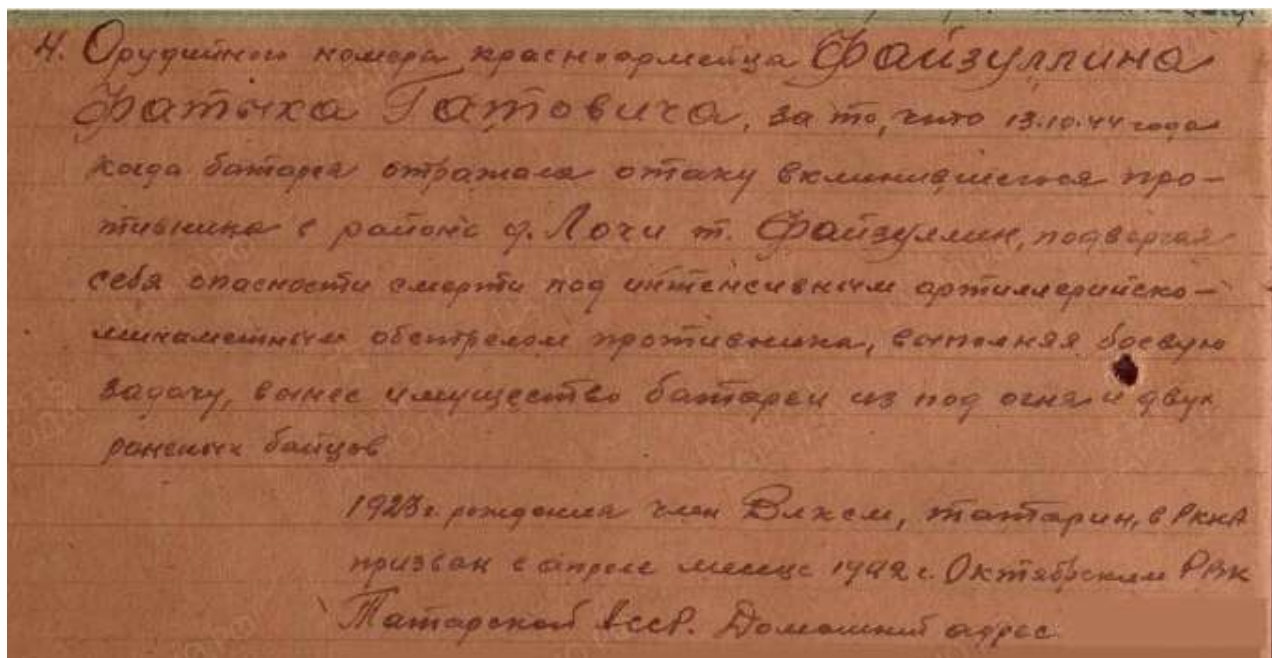 4. Орудийного номера красноармейца Файзуллина
Фатыха Гатовича, за то, что 13.10.44 года
когда батарея отражала атаку вклинившегося про-
тивника в районе д. Лочи т. Файзуллин, подвергая
себя опасности смерти под интенсивным артиллерийско-
минометным обстрелом противника, выполняя боевую
задачу, вынес имущество батареи из под огня и двух
раненых бойцов
1923 г. рождения член ВЛКСМ, татарин, в РККА
призван в апреле месяце 1942 г. Октябрьским РВК
Татарской АССР. Домашний адрес